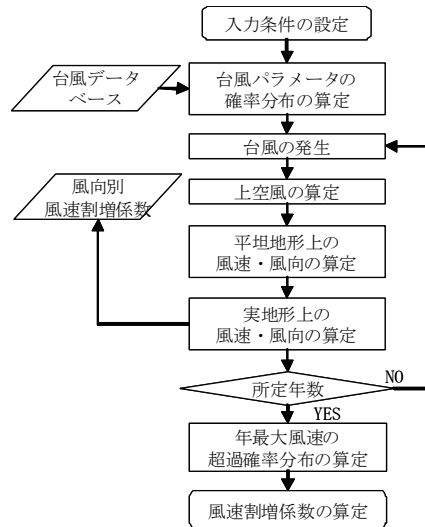 入力条件の設定
台風データ
ベース
台風パラメータの
確率分布の算定
台風の発生
風向別
風速割増係数
上空風の算定
平坦地形上の
風速・風向の算定
実地形上の
風速・風向の算定
所定年数
NO
YES
年最大風速の
超過確率分布の算定
風速割増係数の算定